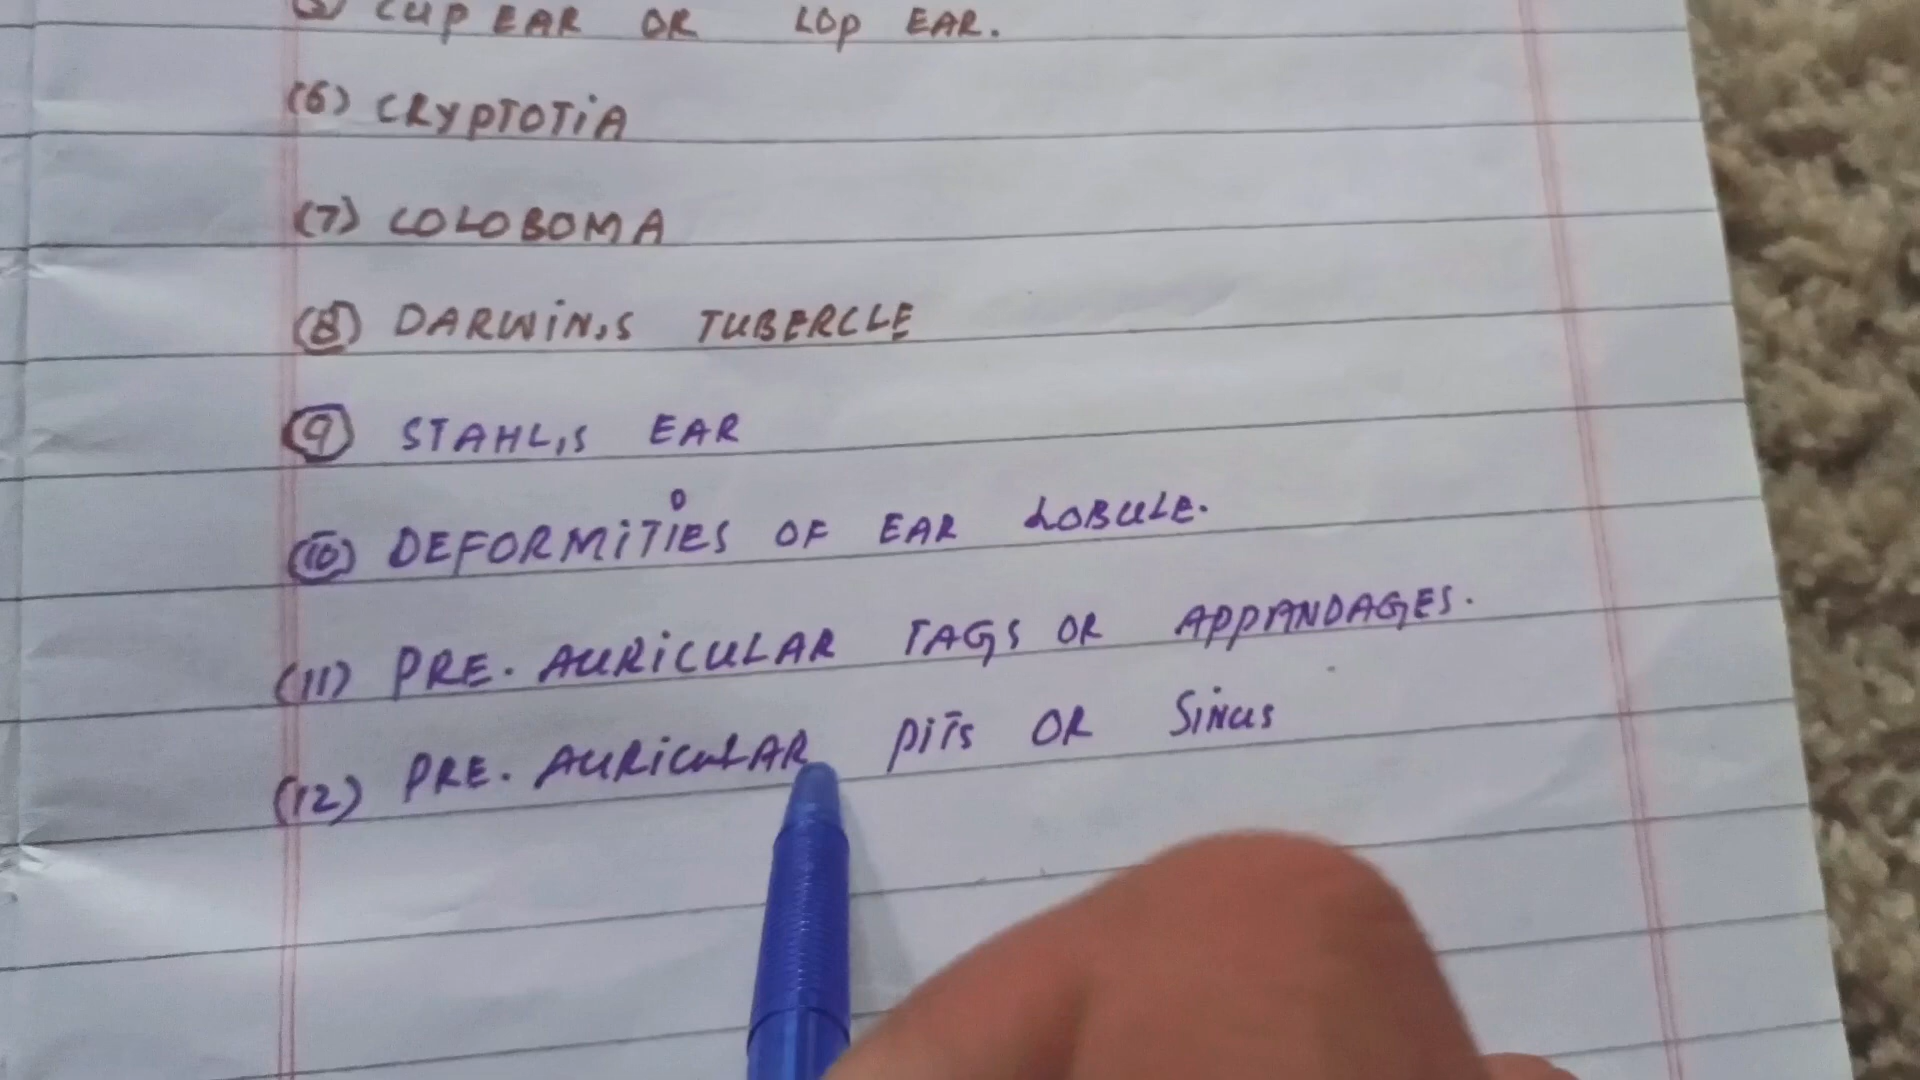 CUP EAR OR LOP EAR.
(6) CRYPTOTiA
(7) COLOBOMA
(8) DARWiN,S TUBERCLE
(9) STAHL,S EAR
(10) DEFORMiTiES OF EAR LOBULE.
(11) PRE. AURiCULAR TAGS OR APPANDAGES.
(12) PRE. AURiCULAR PiTs OR Sinus